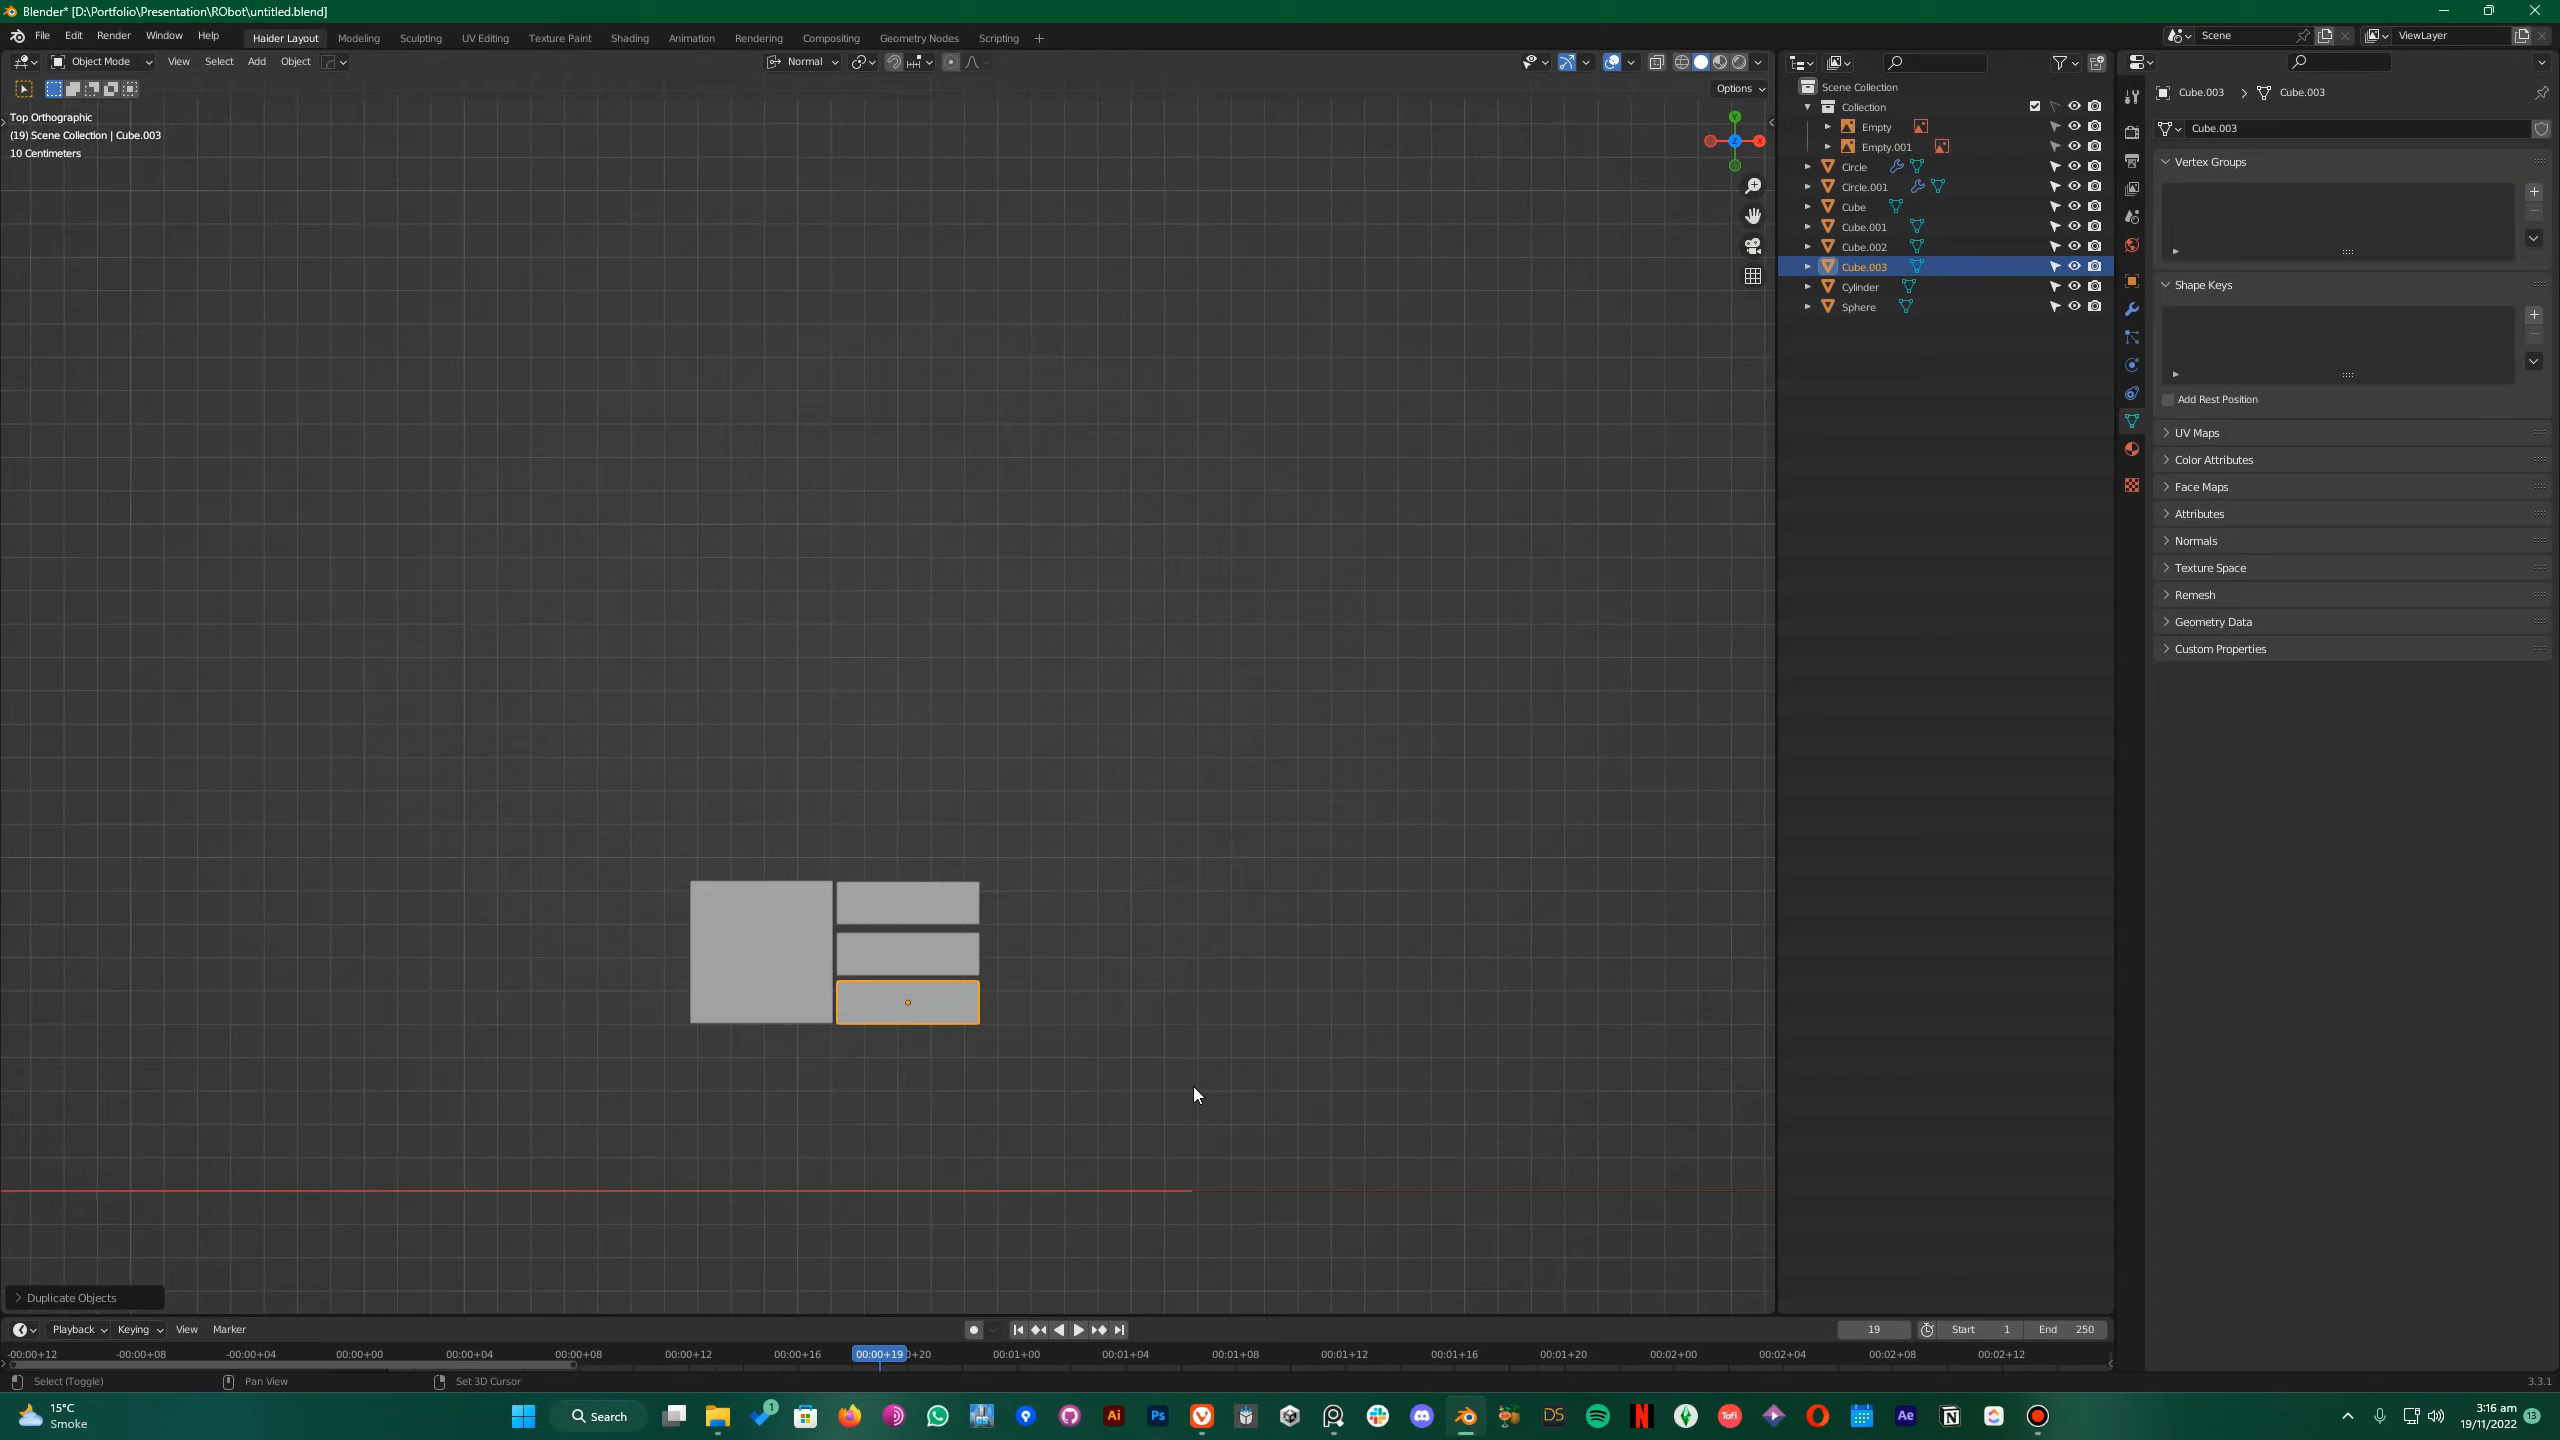 Blender* [D:\Portfolio\Presentation\RObot\untitled.blend]
File Edit Render Window Help Haider Layout Modeling Sculpting UV Editing Texture Paint Shading Animation Rendering Compositing Geometry Nodes Scripting + Scene ViewLayer
Object Mode View Select Add Object Normal
Options
Top Orthographic
(19) Scene Collection | Cube.003
10 Centimeters
Y
X
Z
Scene Collection
Collection
Empty
Empty.001
Circle
Circle.001
Cube
Cube.001
Cube.002
Cube.003
Cylinder
Sphere
Cube.003 > Cube.003
Cube.003
Vertex Groups
Shape Keys
Add Rest Position
UV Maps
Color Attributes
Face Maps
Attributes
Normals
Texture Space
Remesh
Geometry Data
Custom Properties
Duplicate Objects
Playback Keying View Marker 19 Start 1 End 250
-00:00+12 -00:00+08 -00:00+04 00:00+00 00:00+04 00:00+08 00:00+12 00:00+16 00:00+19 0+20 00:01+00 00:01+04 00:01+08 00:01+12 00:01+16 00:01+20 00:02+00 00:02+04 00:02+08 00:02+12
Select (Toggle) Pan View Set 3D Cursor 3.3.1
15°C
Smoke
Search
1
Ai
Ps
DS
N
Tafi
Ae
3:16 am
19/11/2022
13